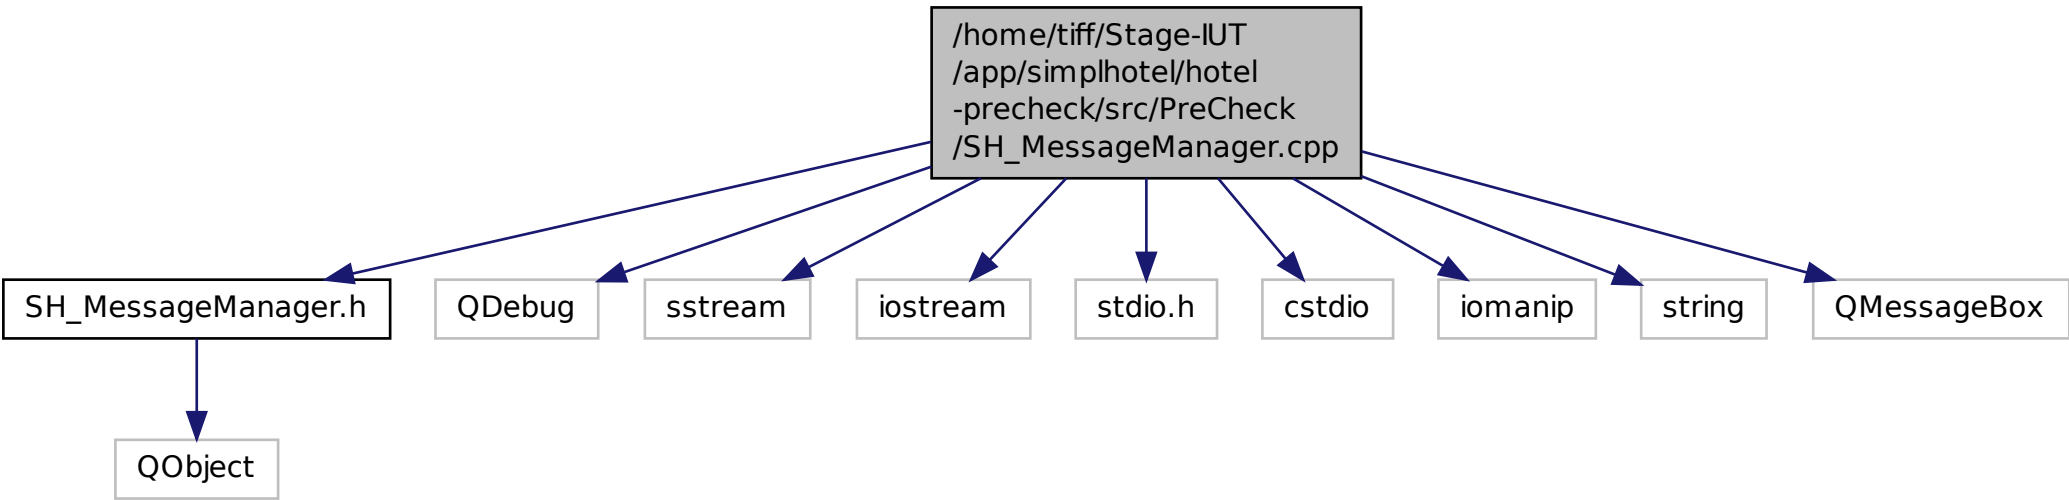 /home/tiff/Stage-IUT
/app/simplhotel/hotel
-precheck/src/PreCheck
/SH_MessageManager.cpp
SH_MessageManager.h
QDebug
sstream
iostream
stdio.h
cstdio
iomanip
string
QMessageBox
QObject